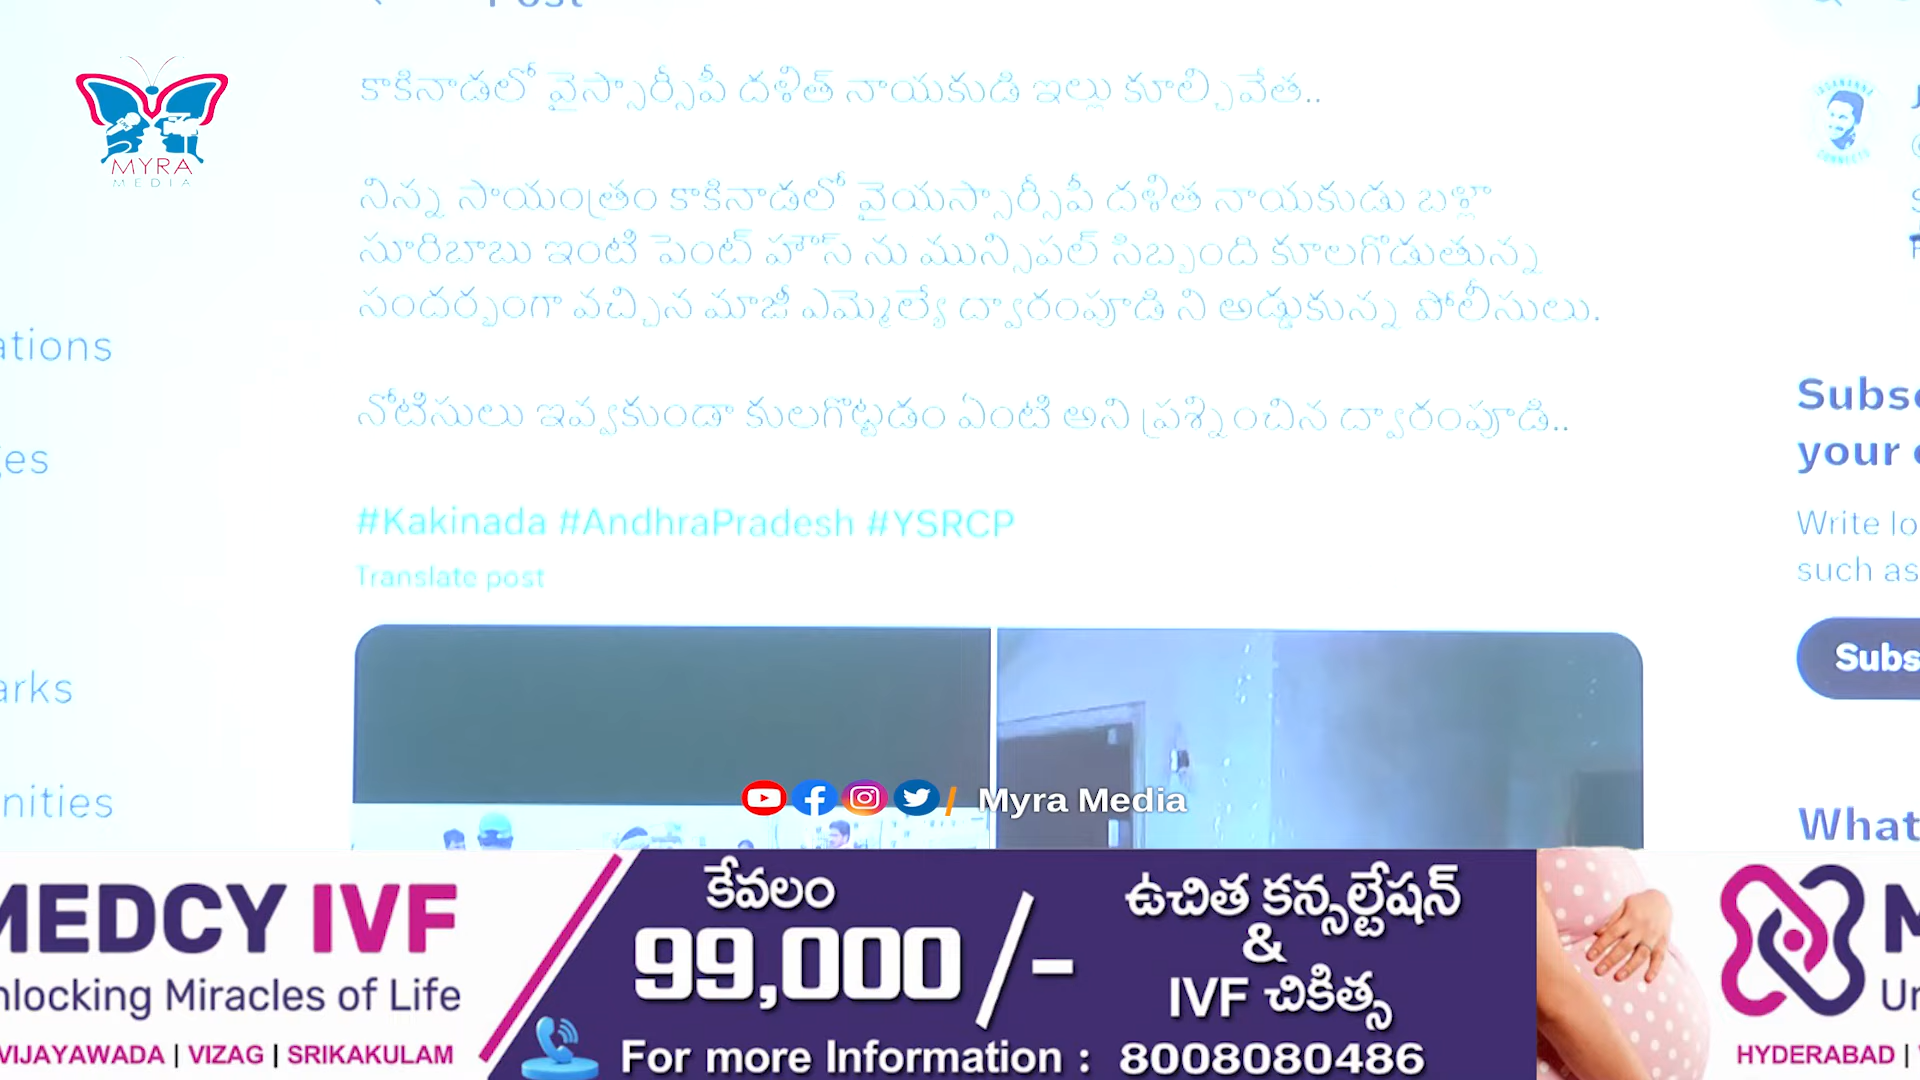 Post
MYRA
MEDIA
కాకినాడలో వైస్సార్సీపీ దళిత్ నాయకుడి ఇల్లు కూల్చివేత..
నిన్న సాయంత్రం కాకినాడలో వైయస్సార్సీపీ దళిత నాయకుడు బళ్లా
సూరిబాబు ఇంటి పెంట్ హౌస్ ను మున్సిపల్ సిబ్బంది కూలగొడుతున్న
సందర్భంగా వచ్చిన మాజీ ఎమ్మెల్యే ద్వారంపూడి ని అడ్డుకున్న పోలీసులు.
నోటిసులు ఇవ్వకుండా కులగొట్టడం ఏంటి అని ప్రశ్నించిన ద్వారంపూడి..
#Kakinada #AndhraPradesh #YSRCP
Translate post
ations
ges
arks
nities
Subs
your
Write lo
such as
Subs
What
/ Myra Media
MEDCY IVF
nlocking Miracles of Life
VIJAYAWADA | VIZAG | SRIKAKULAM
కేవలం
99,000/-
ఉచిత కన్సల్టేషన్
&
IVF చికిత్స
For more Information : 8008080486
M
Un
HYDERABAD |